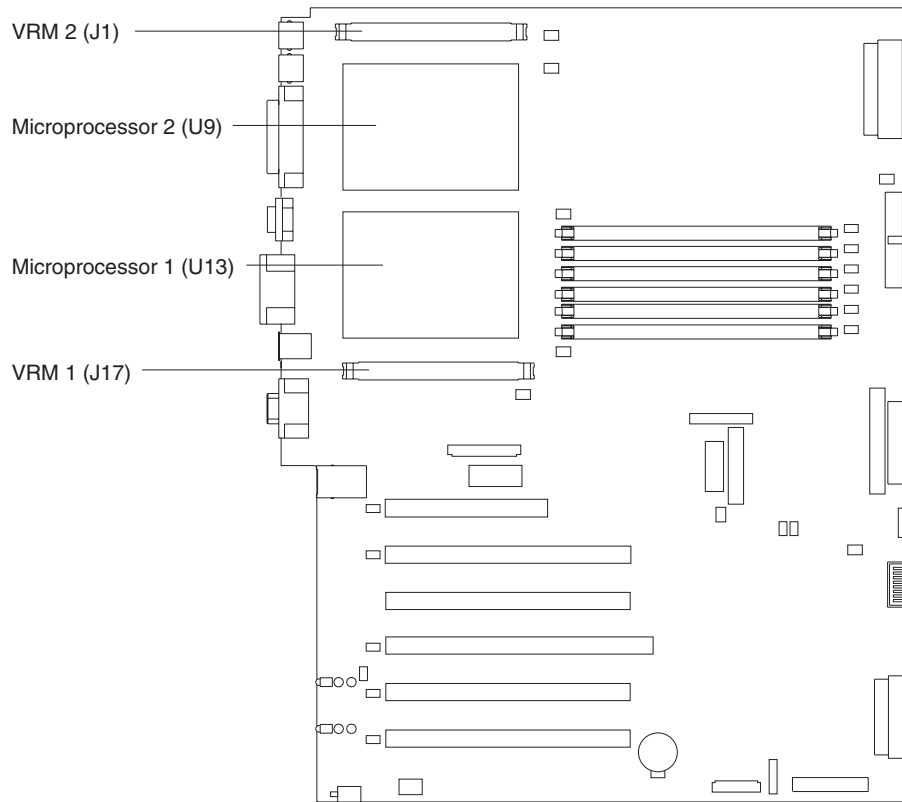 VRM 2 (J1)
Microprocessor 2 (U9)
Microprocessor 1 (U13)
VRM 1 (J17)